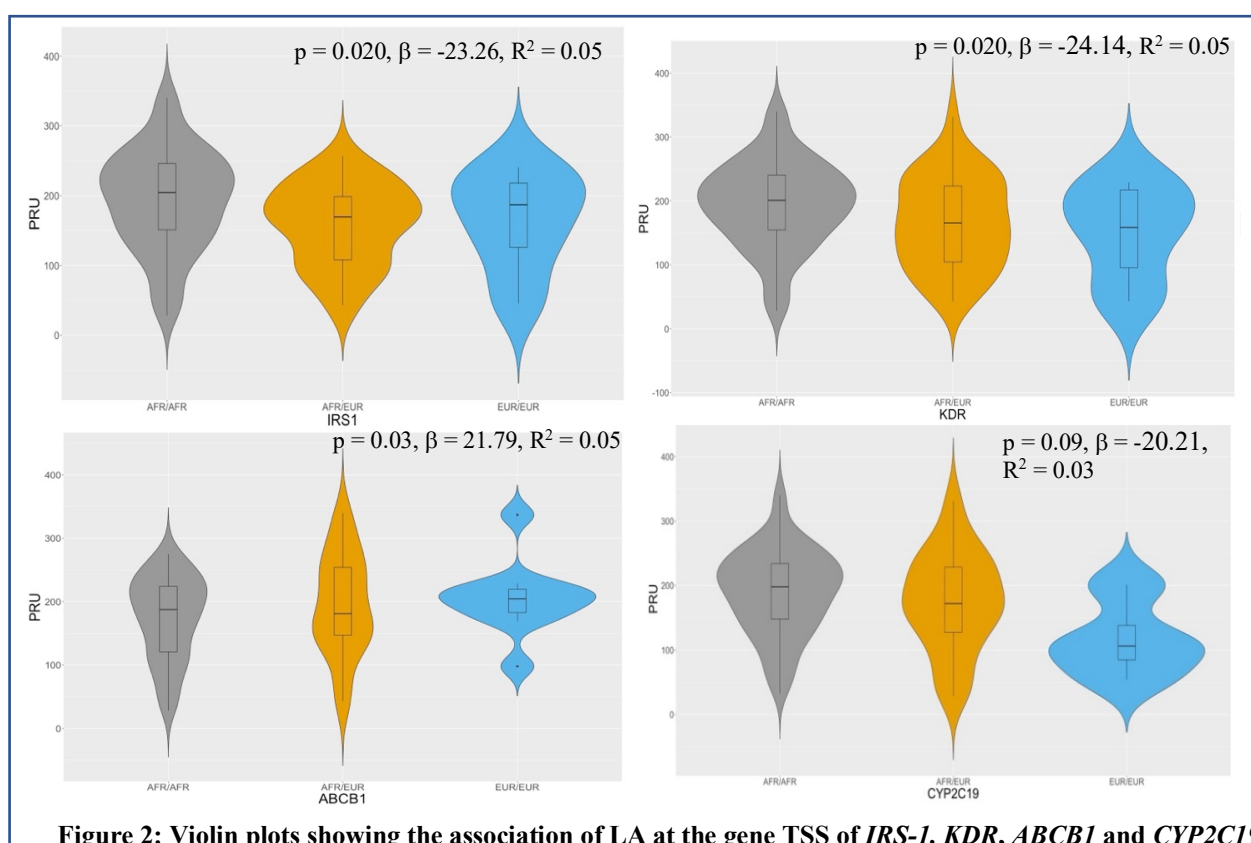 p = 0.020, β = -23.26, R² = 0.05
400
300
200
100
0
PRU
AFR/AFR
AFR/EUR
EUR/EUR
IRS1
p = 0.020, β = -24.14, R² = 0.05
400
300
200
100
0
-100
PRU
AFR/AFR
AFR/EUR
EUR/EUR
KDR
p = 0.03, β = 21.79, R² = 0.05
400
300
200
100
0
PRU
AFR/AFR
AFR/EUR
EUR/EUR
ABCB1
p = 0.09, β = -20.21,
R² = 0.03
400
300
200
100
0
PRU
AFR/AFR
AFR/EUR
EUR/EUR
CYP2C19
Figure 2: Violin plots showing the association of LA at the gene TSS of IRS-1, KDR, ABCB1 and CYP2C19